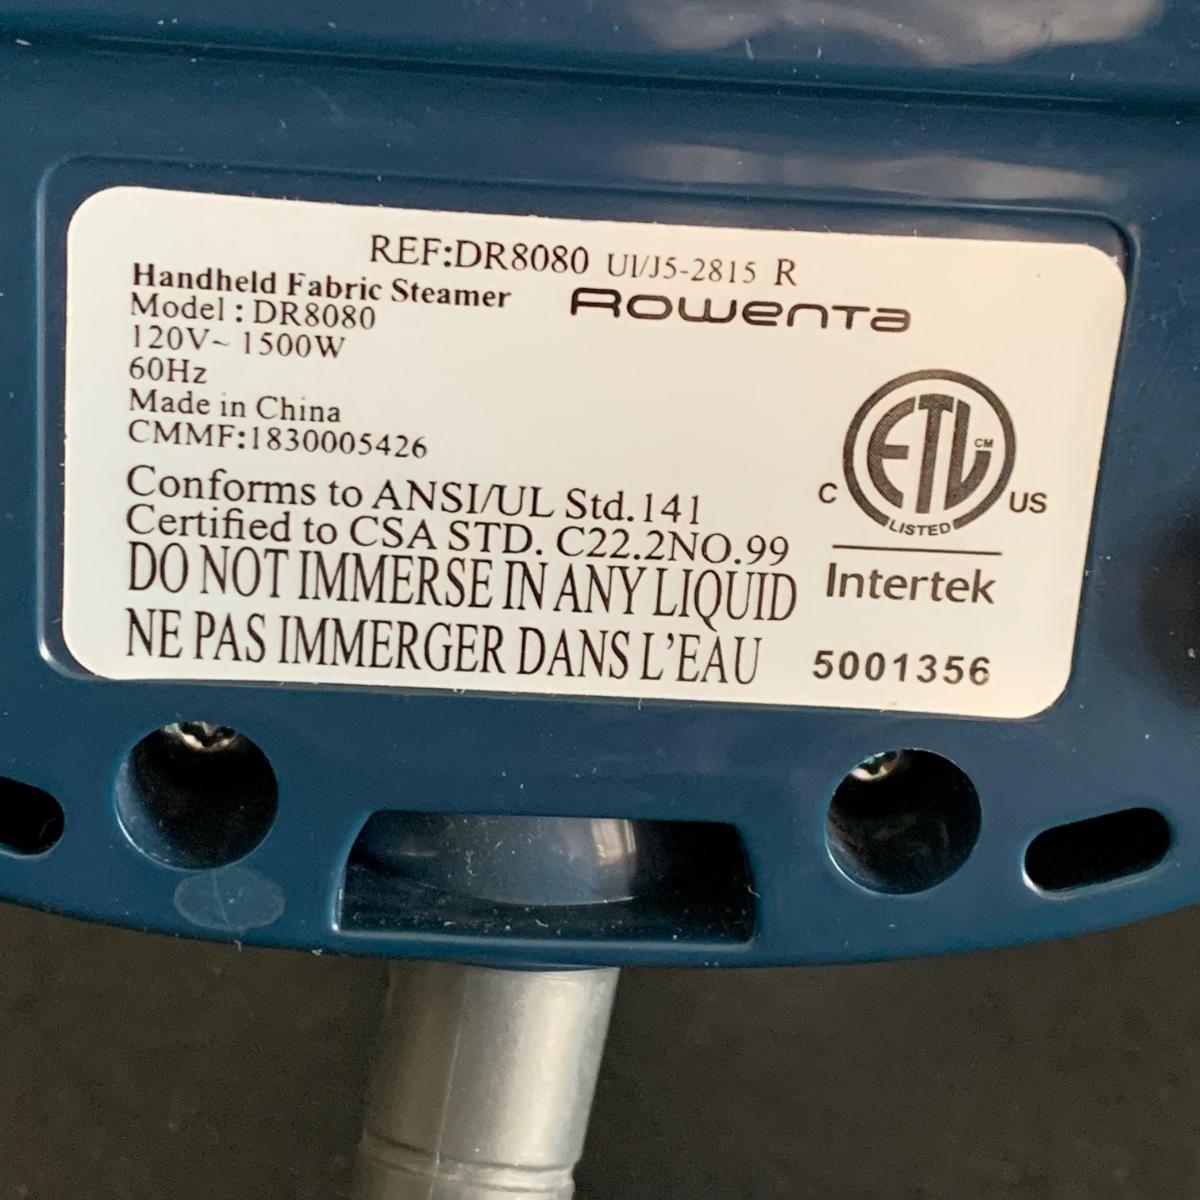 REF:DR8080 U1/J5-2815 R
Handheld Fabric Steamer
Rowenta
Model : DR8080
120V~ 1500W
60Hz
Made in China
CMMF:1830005426
Conforms to ANSI/UL Std.141
Certified to CSA STD. C22.2NO.99
DO NOT IMMERSE IN ANY LIQUID
NE PAS IMMERGER DANS L'EAU
ETL CM
C US
LISTED
Intertek
5001356